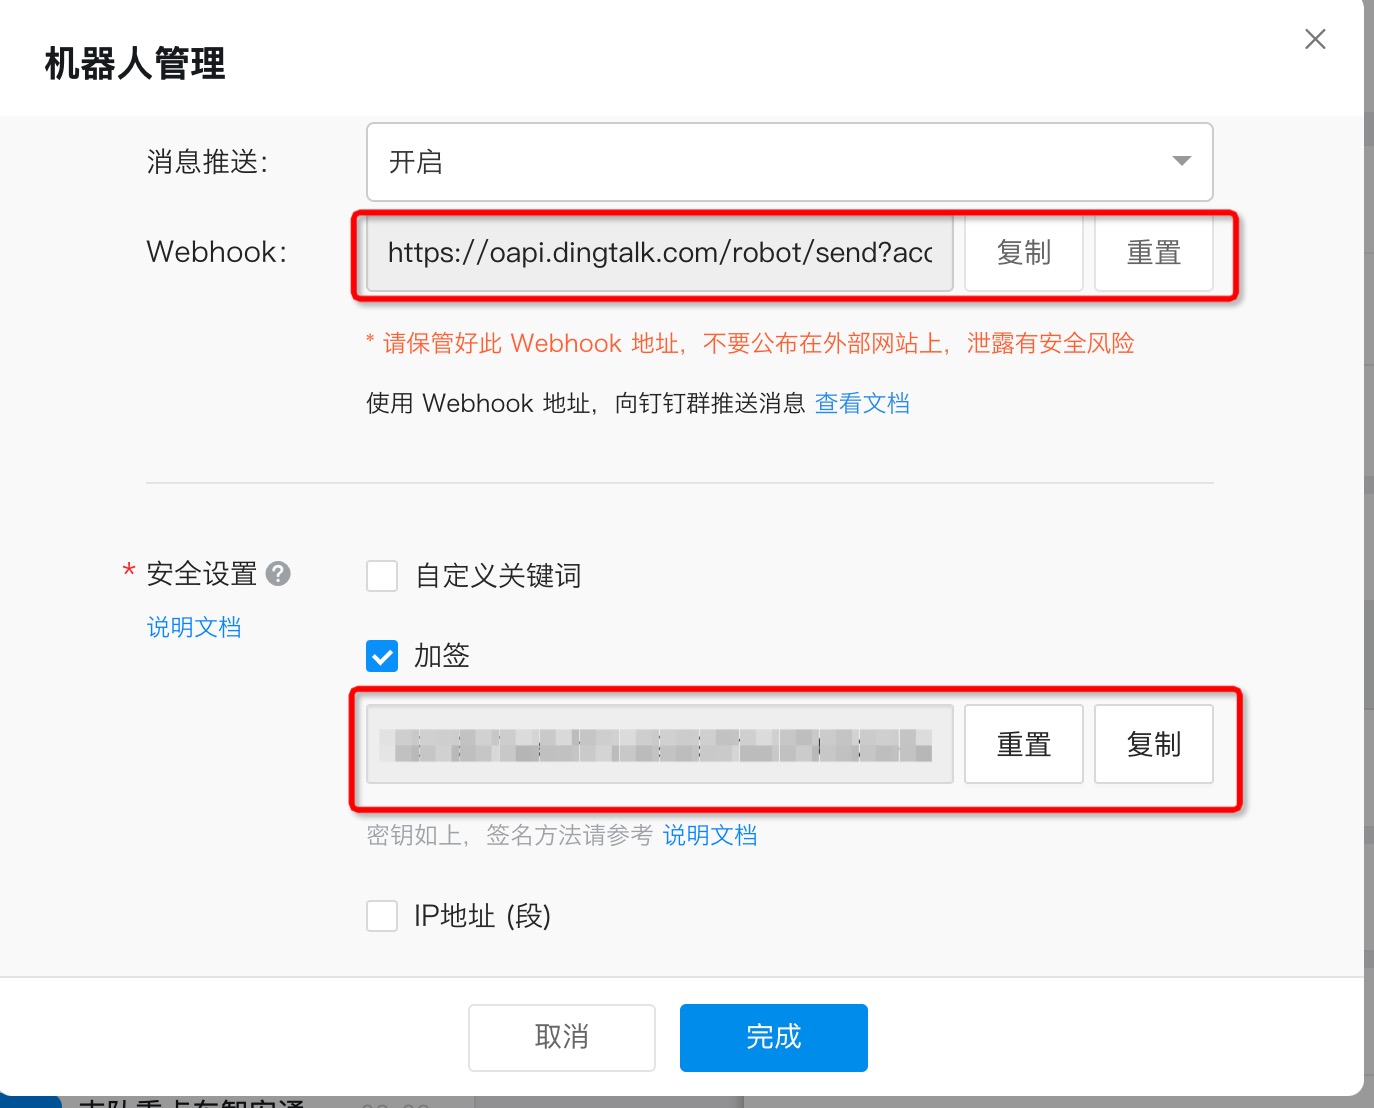 机器人管理
消息推送: 开启
Webhook: https://oapi.dingtalk.com/robot/send?acc 复制 重置
* 请保管好此 Webhook 地址，不要公布在外部网站上，泄露有安全风险
使用 Webhook 地址，向钉钉群推送消息 查看文档
* 安全设置 ? 自定义关键词
说明文档
加签
重置 复制
密钥如上，签名方法请参考 说明文档
IP地址 (段)
取消 完成